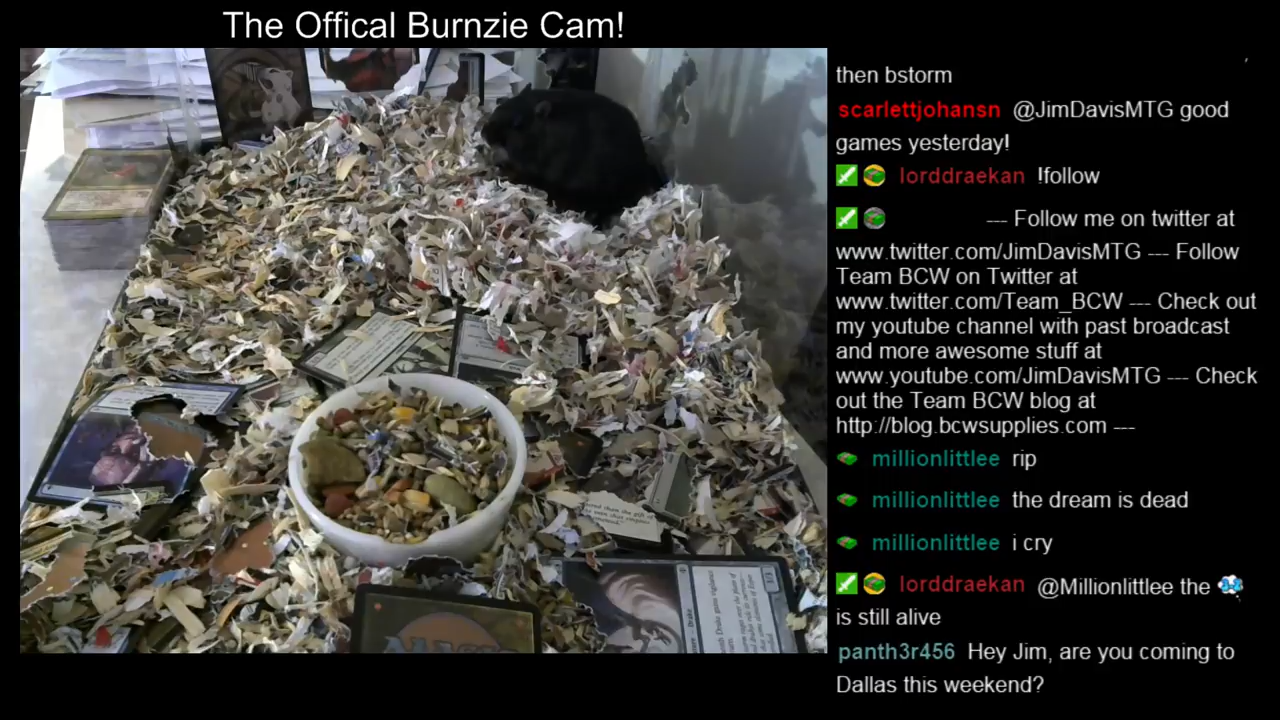 The Offical Burnzie Cam!
then bstorm
scarlettjohansn @JimDavisMTG good
games yesterday!
lorddraekan !follow
--- Follow me on twitter at
www.twitter.com/JimDavisMTG --- Follow
Team BCW on Twitter at
www.twitter.com/Team_BCW --- Check out
my youtube channel with past broadcast
and more awesome stuff at
www.youtube.com/JimDavisMTG --- Check
out the Team BCW blog at
http://blog.bcwsupplies.com ---
millionlittlee rip
millionlittlee the dream is dead
millionlittlee i cry
lorddraekan @Millionlittlee the
is still alive
panth3r456 Hey Jim, are you coming to
Dallas this weekend?